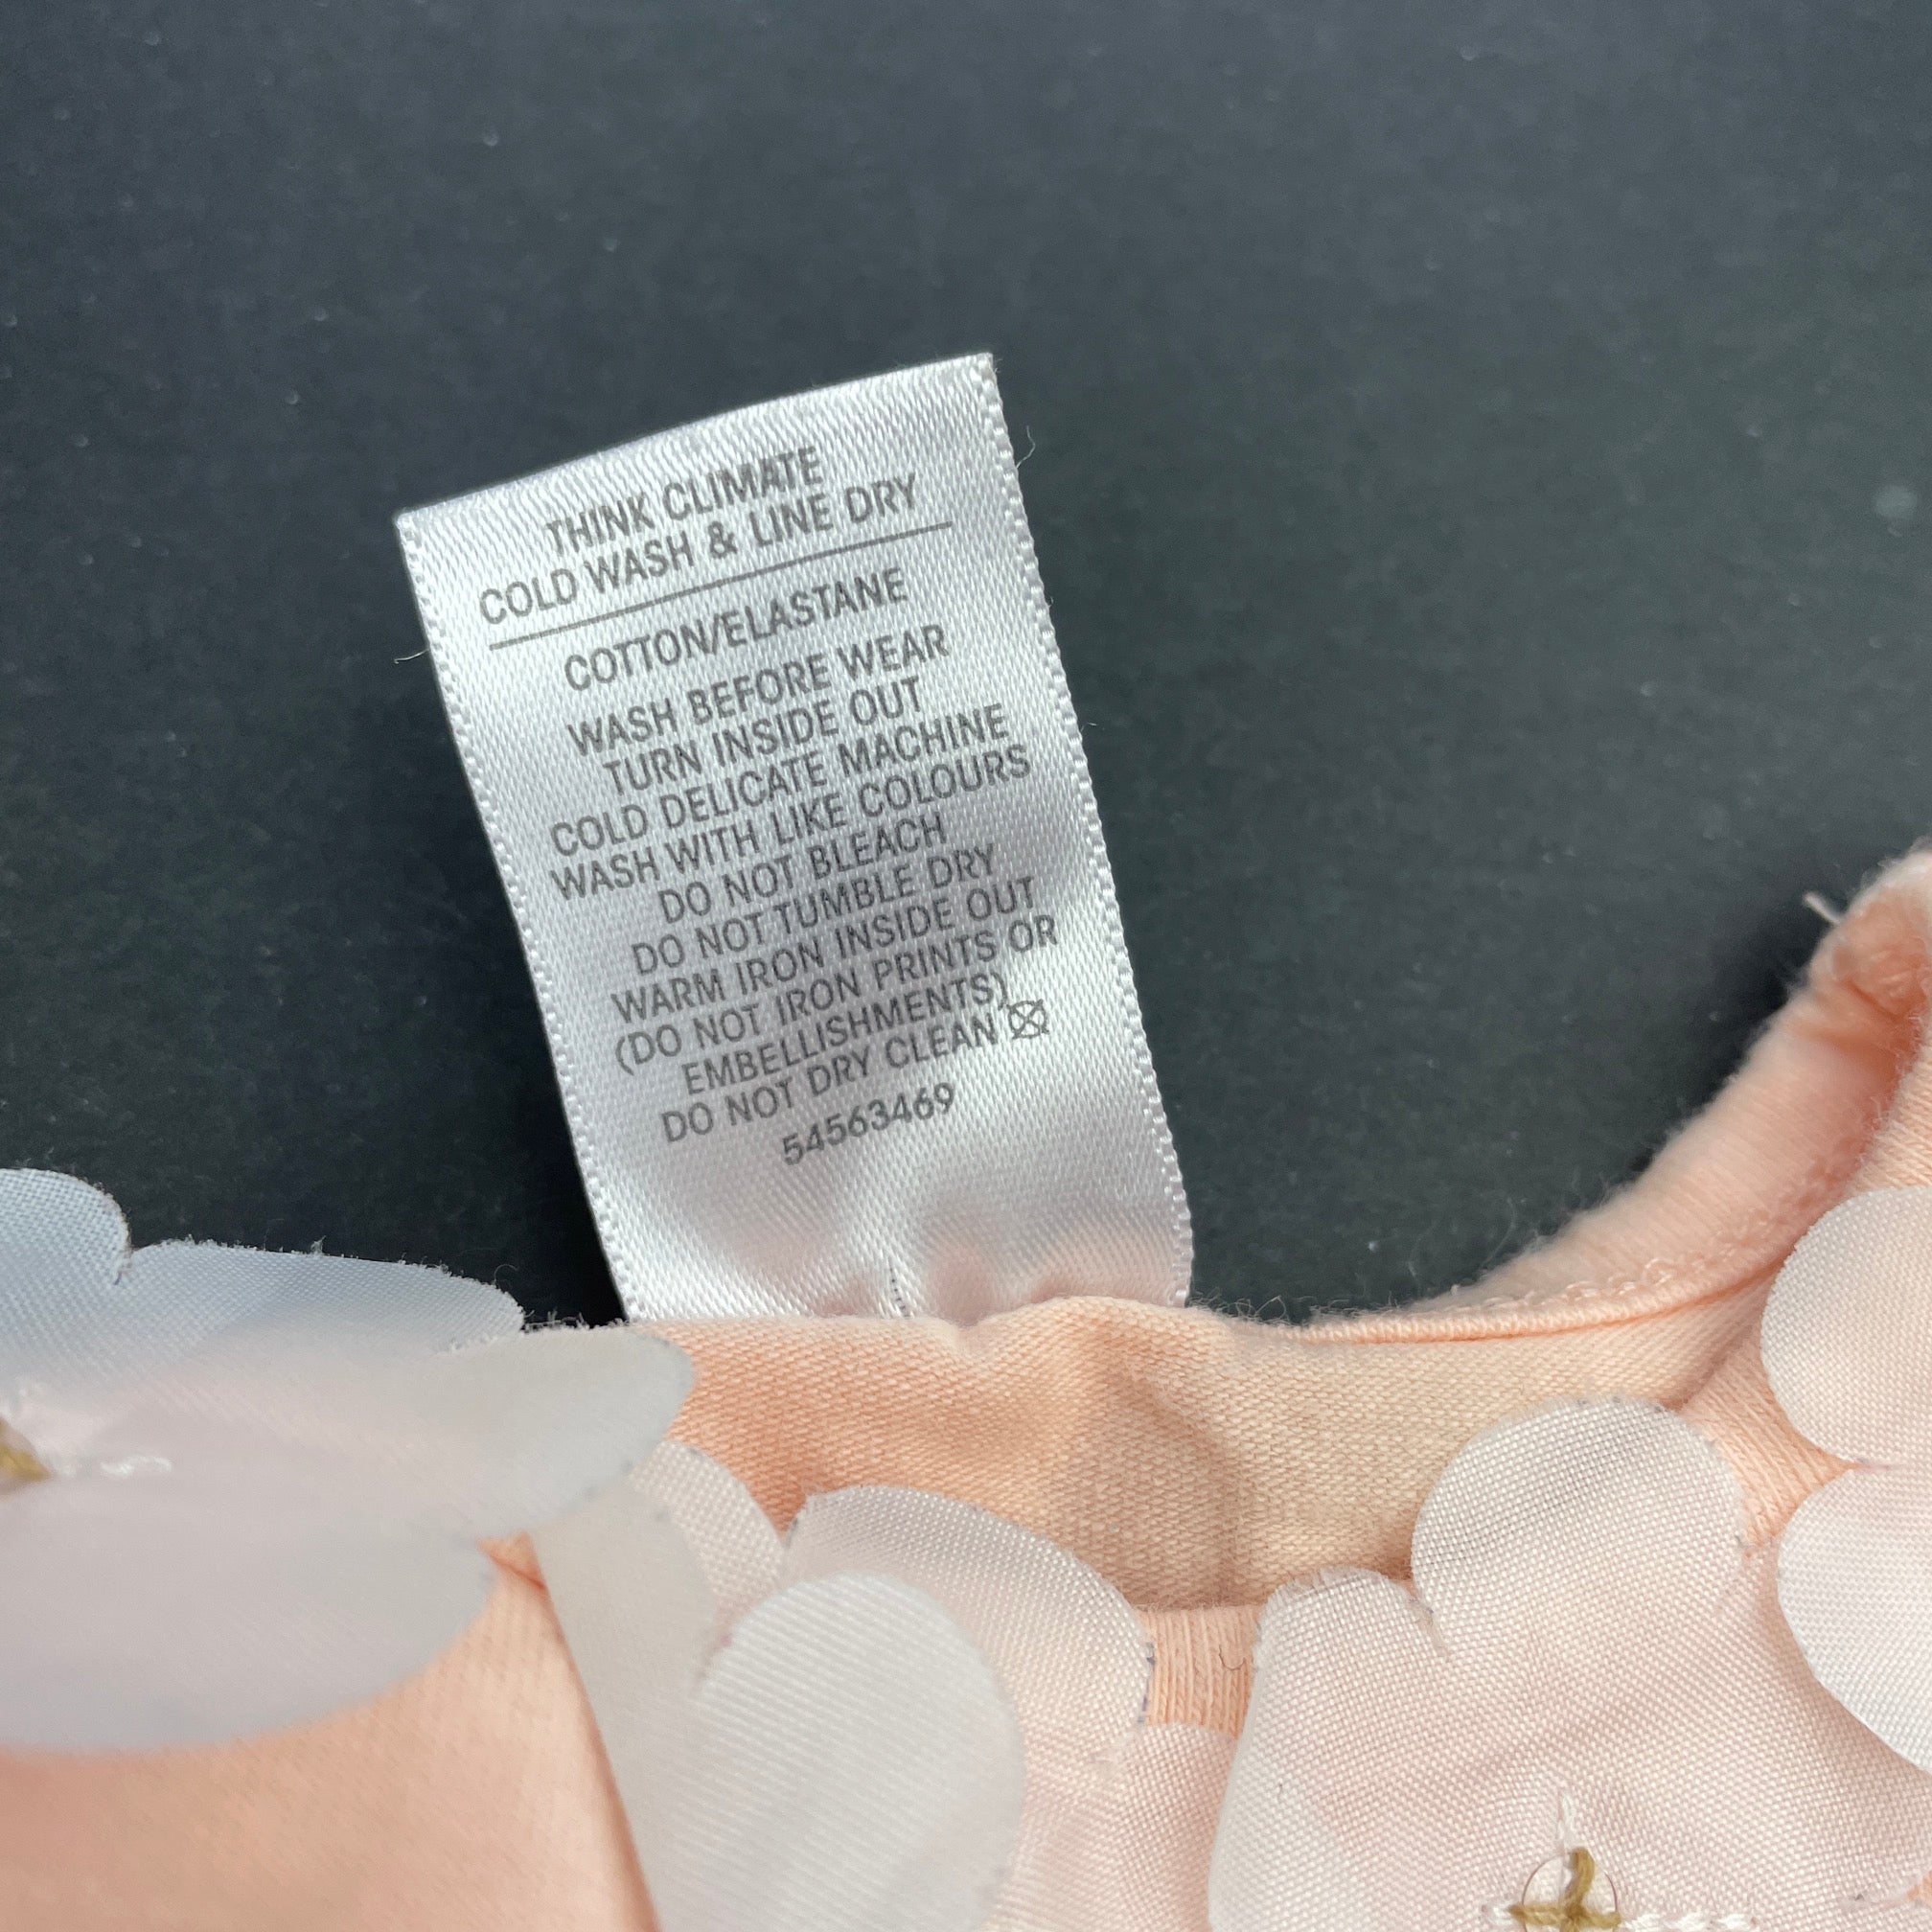 THINK CLIMATE
COLD WASH & LINE DRY
COTTON/ELASTANE
WASH BEFORE WEAR
TURN INSIDE OUT
COLD DELICATE MACHINE
WASH WITH LIKE COLOURS
DO NOT BLEACH
DO NOT TUMBLE DRY
WARM IRON INSIDE OUT
(DO NOT IRON PRINTS OR
EMBELLISHMENTS)
DO NOT DRY CLEAN
54563469